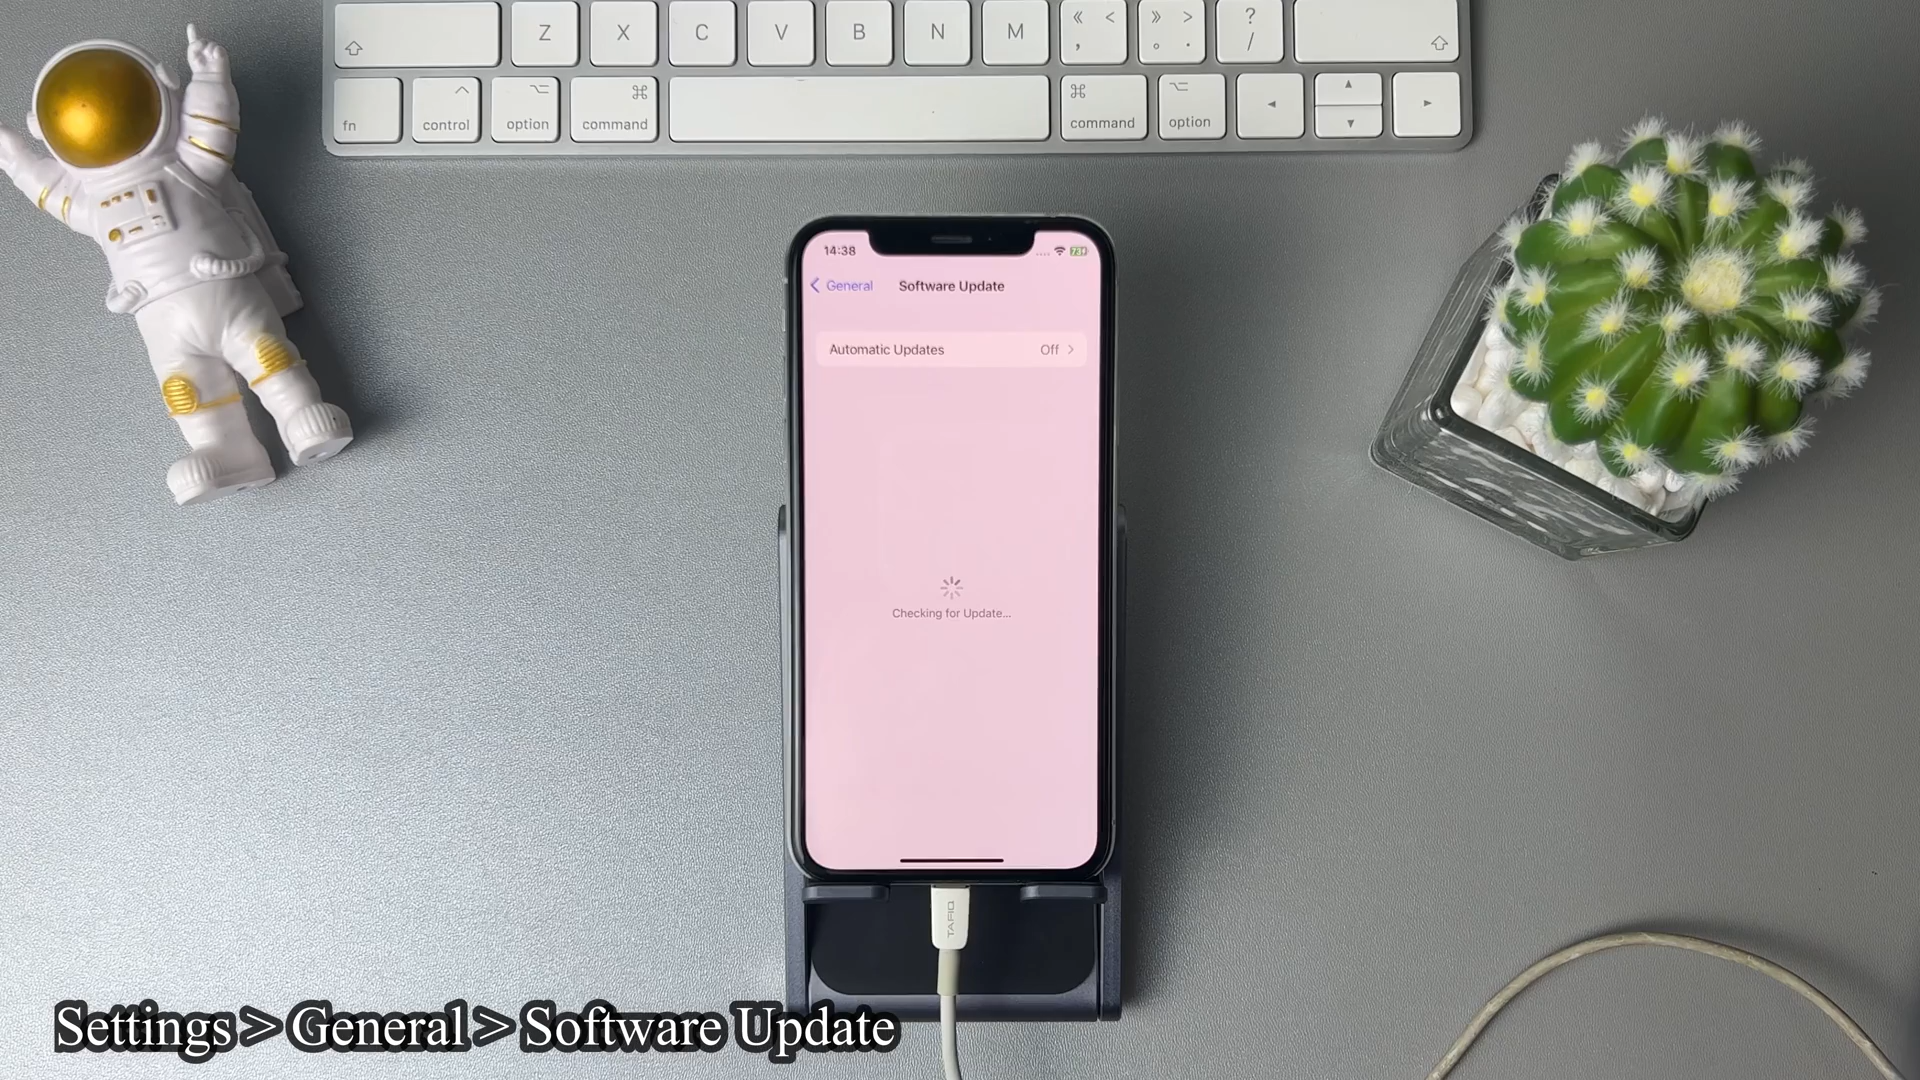 Z X C V B N M « < , » > 。 . ? /
fn control option command command option
14:38 73
General Software Update
Automatic Updates Off
Checking for Update...
TAFIQ
Settings > General > Software Update